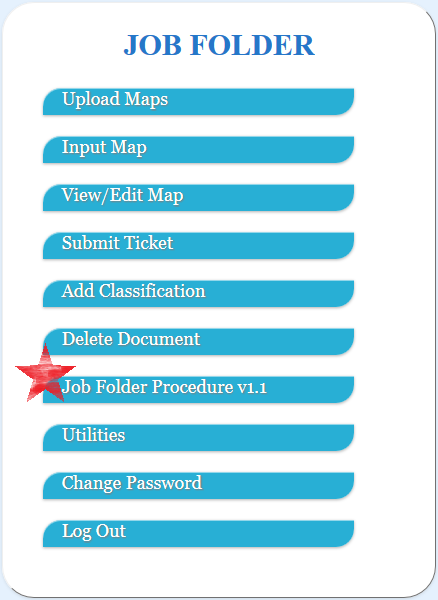 JOB FOLDER
Upload Maps
Input Map
View/Edit Map
Submit Ticket
Add Classification
Delete Document
Job Folder Procedure v1.1
Utilities
Change Password
Log Out